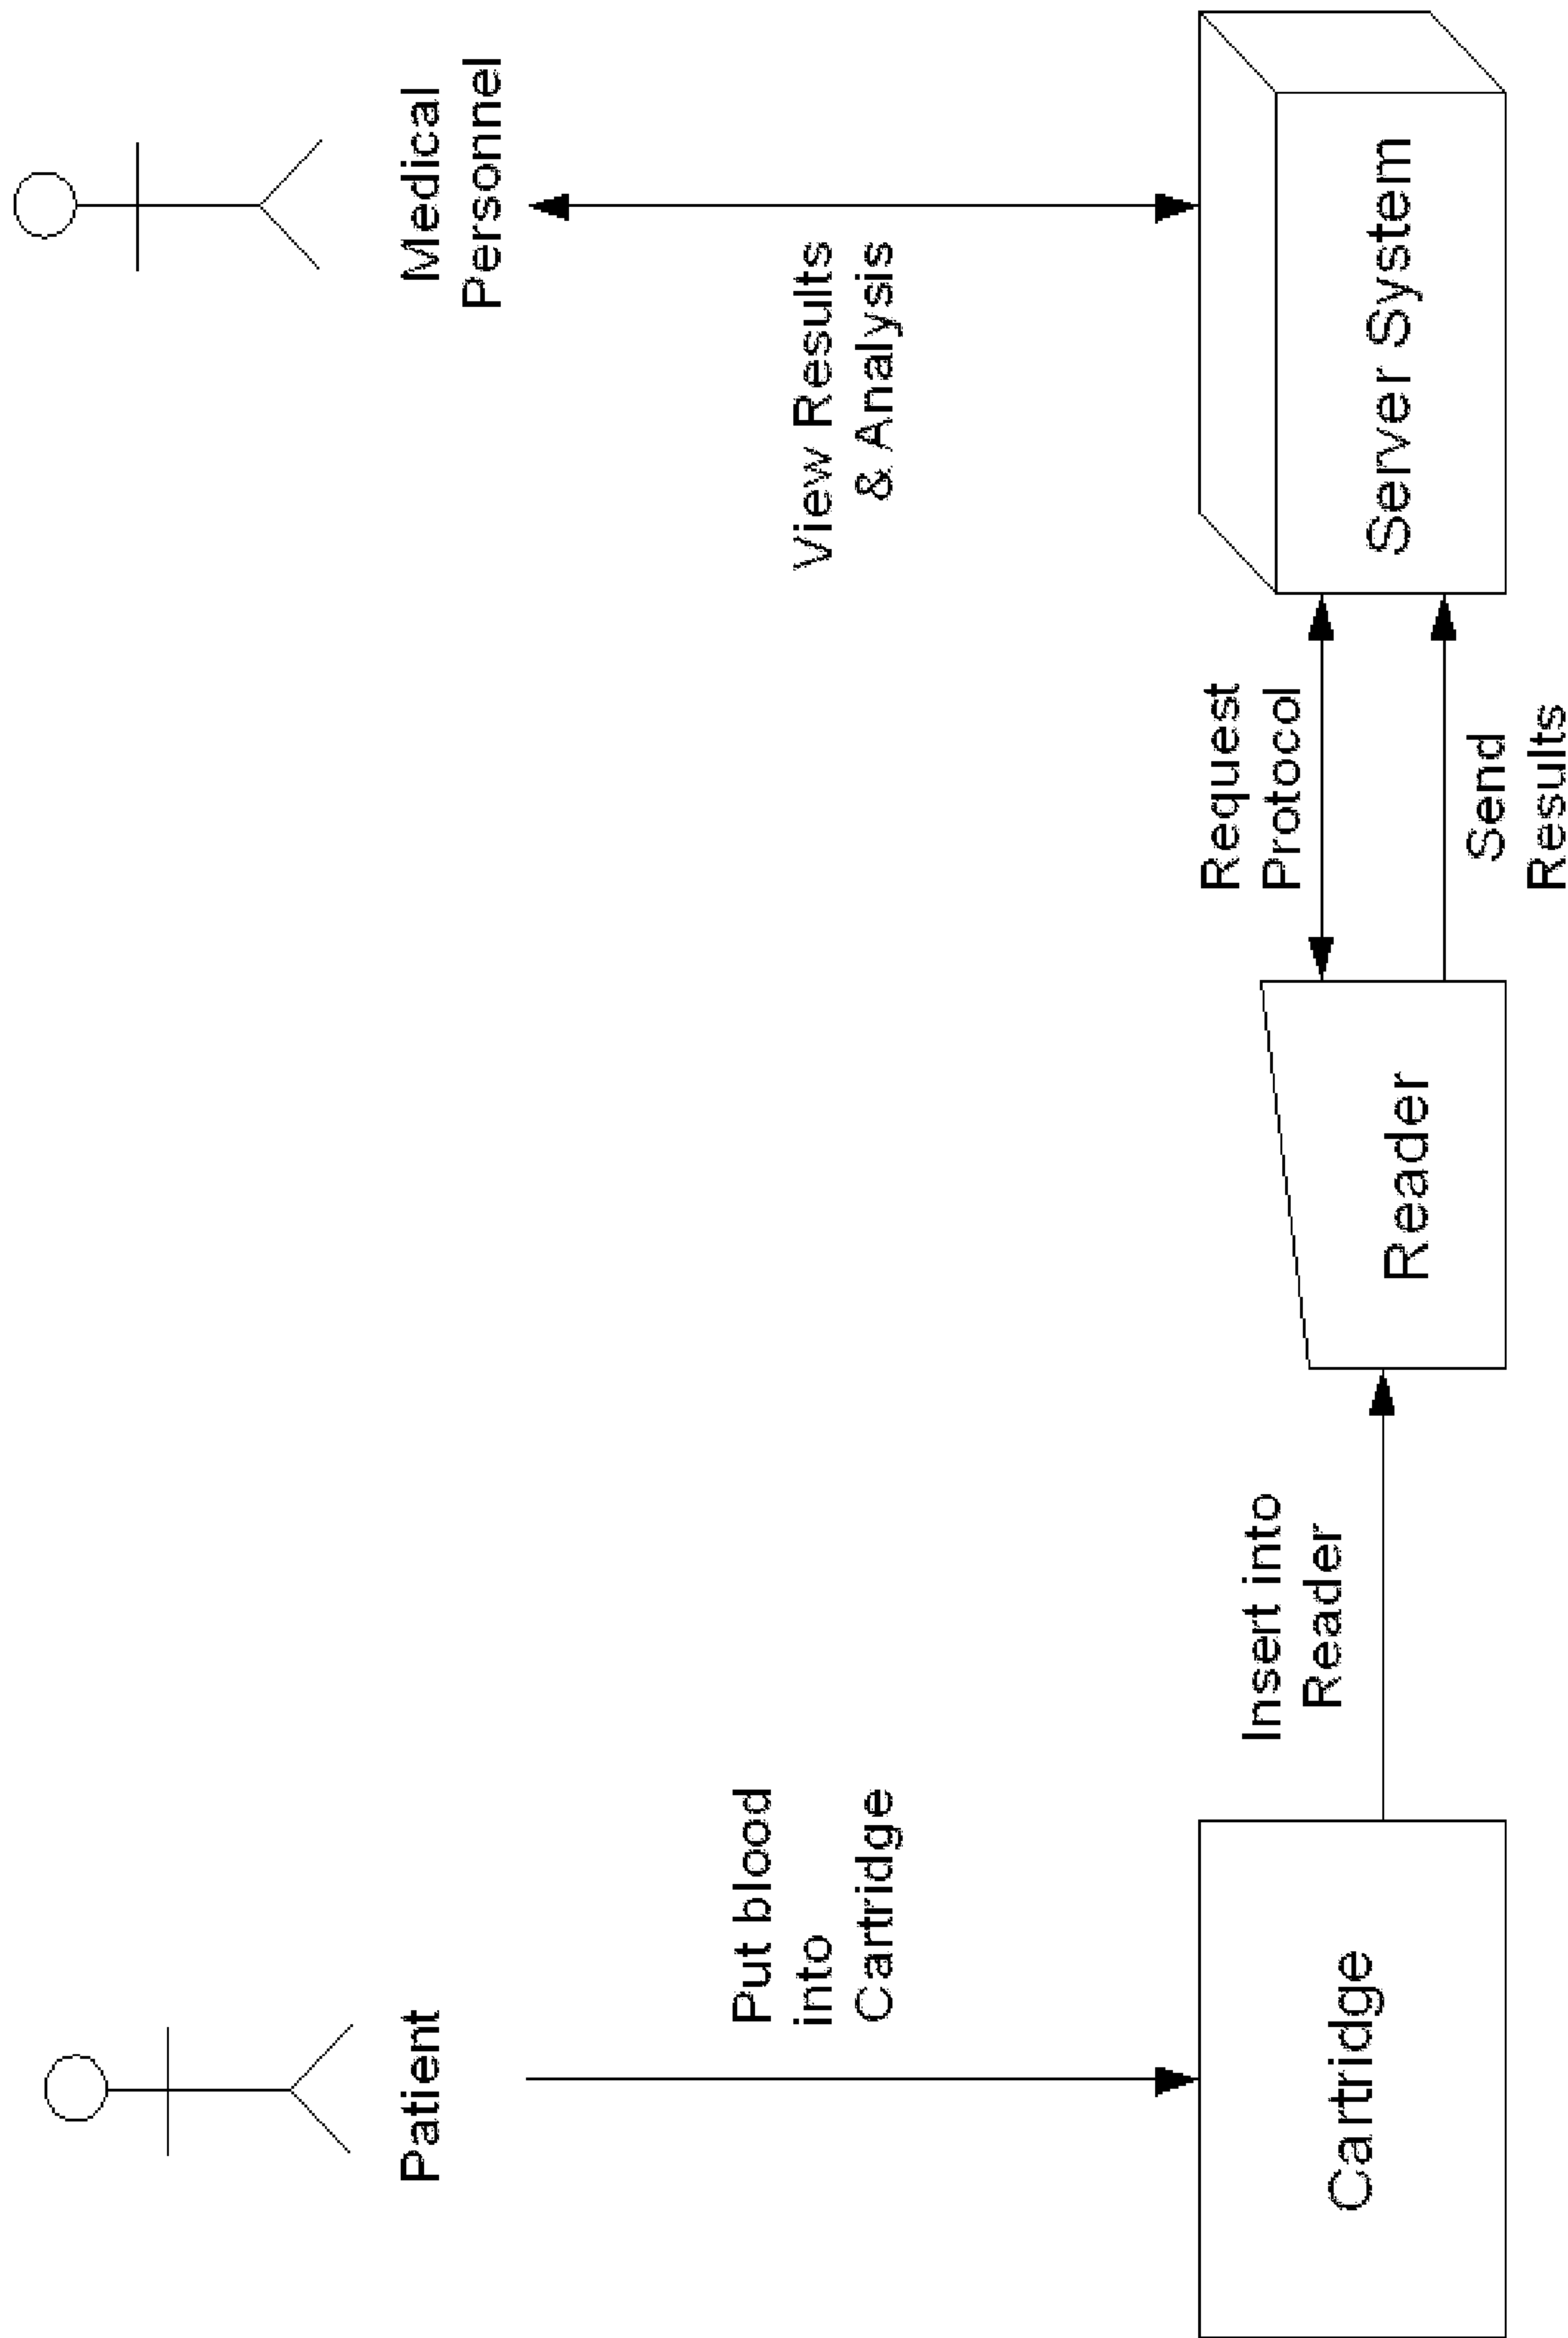 Patient
Medical
Personnel
Put blood
into
Cartridge
View Results
& Analysis
Cartridge
Insert into
Reader
Reader
Request
Protocol
Send
Results
Server System